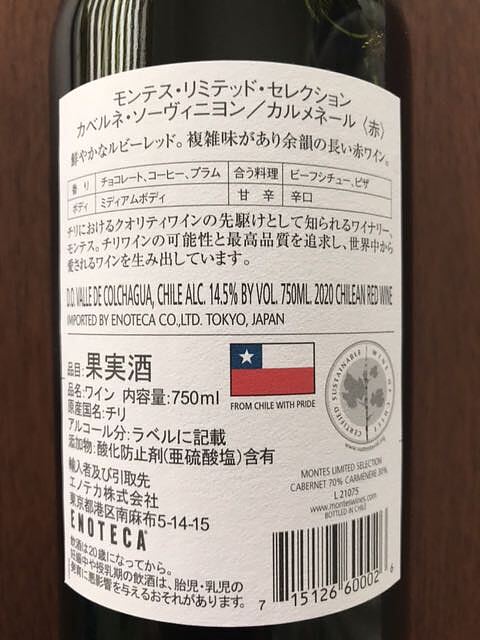 モンテス・リミテッド・セレクション
カベルネ・ソーヴィニヨン／カルメネール〈赤〉
鮮やかなルビーレッド。複雑味があり余韻の長い赤ワイン。
香り チョコレート、コーヒー、プラム 合う料理 ビーフシチュー、ピザ
ボディ ミディアムボディ 甘辛 辛口
チリにおけるクオリティワインの先駆けとして知られるワイナリー、
モンテス。チリワインの可能性と最高品質を追求し、世界中から
愛されるワインを生み出しています。
D.O. VALLE DE COLCHAGUA, CHILE ALC. 14.5% BY VOL. 750ML. 2020 CHILEAN RED WINE
IMPORTED BY ENOTECA CO.,LTD. TOKYO, JAPAN
品目:果実酒
品名:ワイン 内容量:750ml
原産国名:チリ
アルコール分:ラベルに記載
添加物:酸化防止剤(亜硫酸塩)含有
輸入者及び引取先
エノテカ株式会社
東京都港区南麻布5-14-15
ENOTECA
飲酒は20歳になってから。
妊娠中や授乳期の飲酒は、胎児・乳児の
発育に悪影響を与えるおそれがあります。
FROM CHILE WITH PRIDE
CERTIFIED SUSTAINABLE WINE OF CHILE
MONTES LIMITED SELECTION
CABERNET 70% CARMENERE 30%
L 21075
www.monteswines.com
BOTTLED IN CHILE
7 15126 60002 6